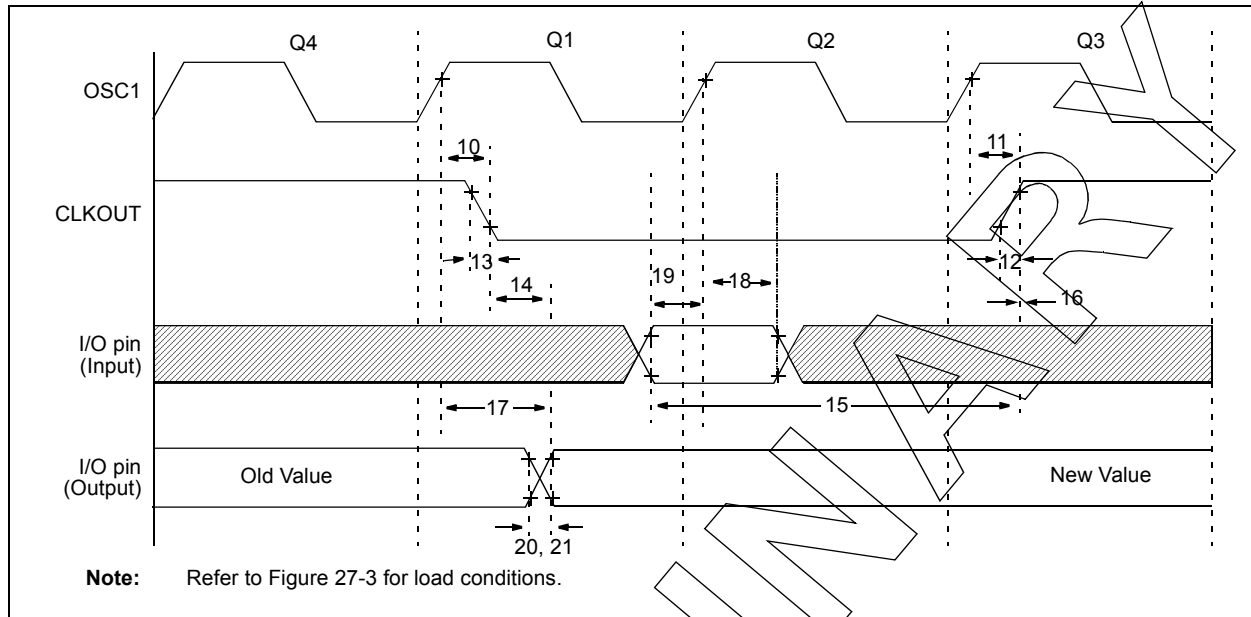 Q4 Q1 Q2 Q3
OSC1
10 11
CLKOUT
13 19 18 12
14 16
I/O pin
(Input)
17 15
I/O pin
(Output)
Old Value New Value
20, 21
Note: Refer to Figure 27-3 for load conditions.
INARY